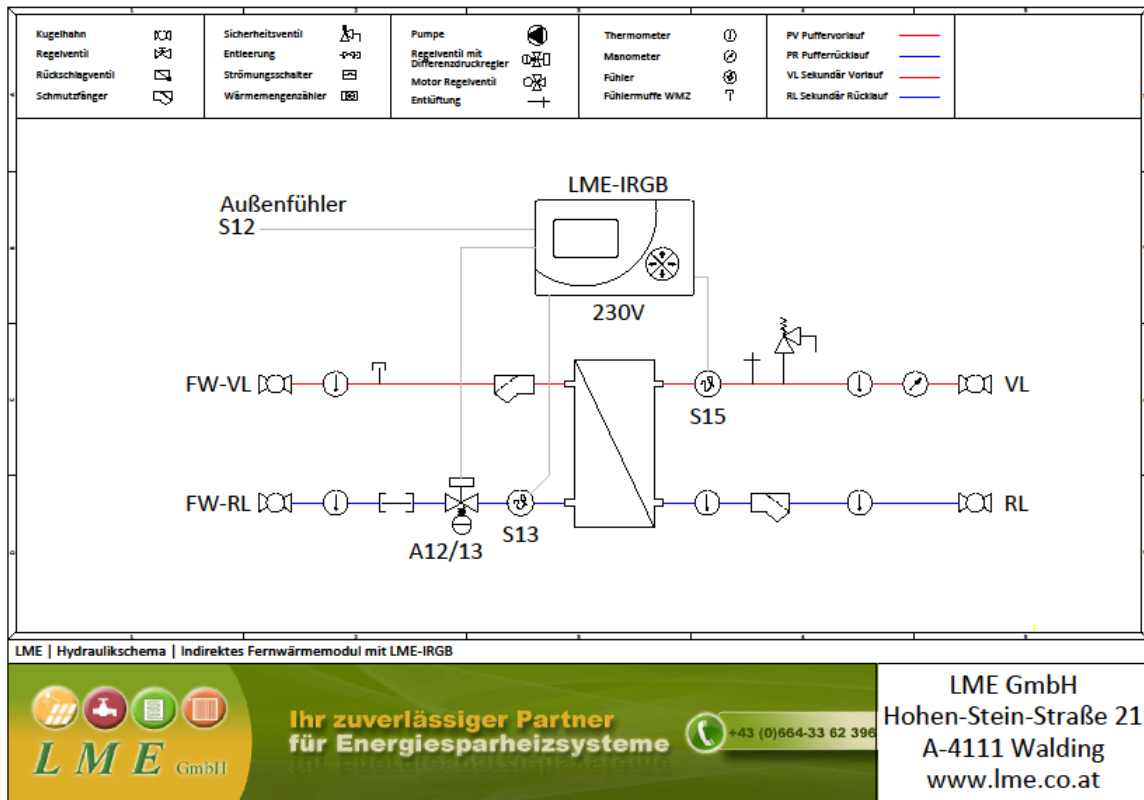 Kugelhahn
Regelventil
Rückschlagventil
Schmutzfänger
Sicherheitsventil
Entleerung
Strömungsschalter
Wärmemengenzähler
Pumpe
Regelventil mit
Differenzdruckregler
Motor Regelventil
Entlüftung
Thermometer
Manometer
Fühler
Fühlermuffe WMZ
PV Puffervorlauf
PR Pufferrücklauf
VL Sekundär Vorlauf
RL Sekundär Rücklauf
LME-IRGB
Außenfühler
S12
230V
FW-VL
S15
VL
FW-RL
A12/13
S13
RL
LME | Hydraulikschema | Indirektes Fernwärmemodul mit LME-IRGB
L M E GmbH
Ihr zuverlässiger Partner
für Energiesparheizsysteme
+43 (0)664-33 62 396
LME GmbH
Hohen-Stein-Straße 21
A-4111 Walding
www.lme.co.at